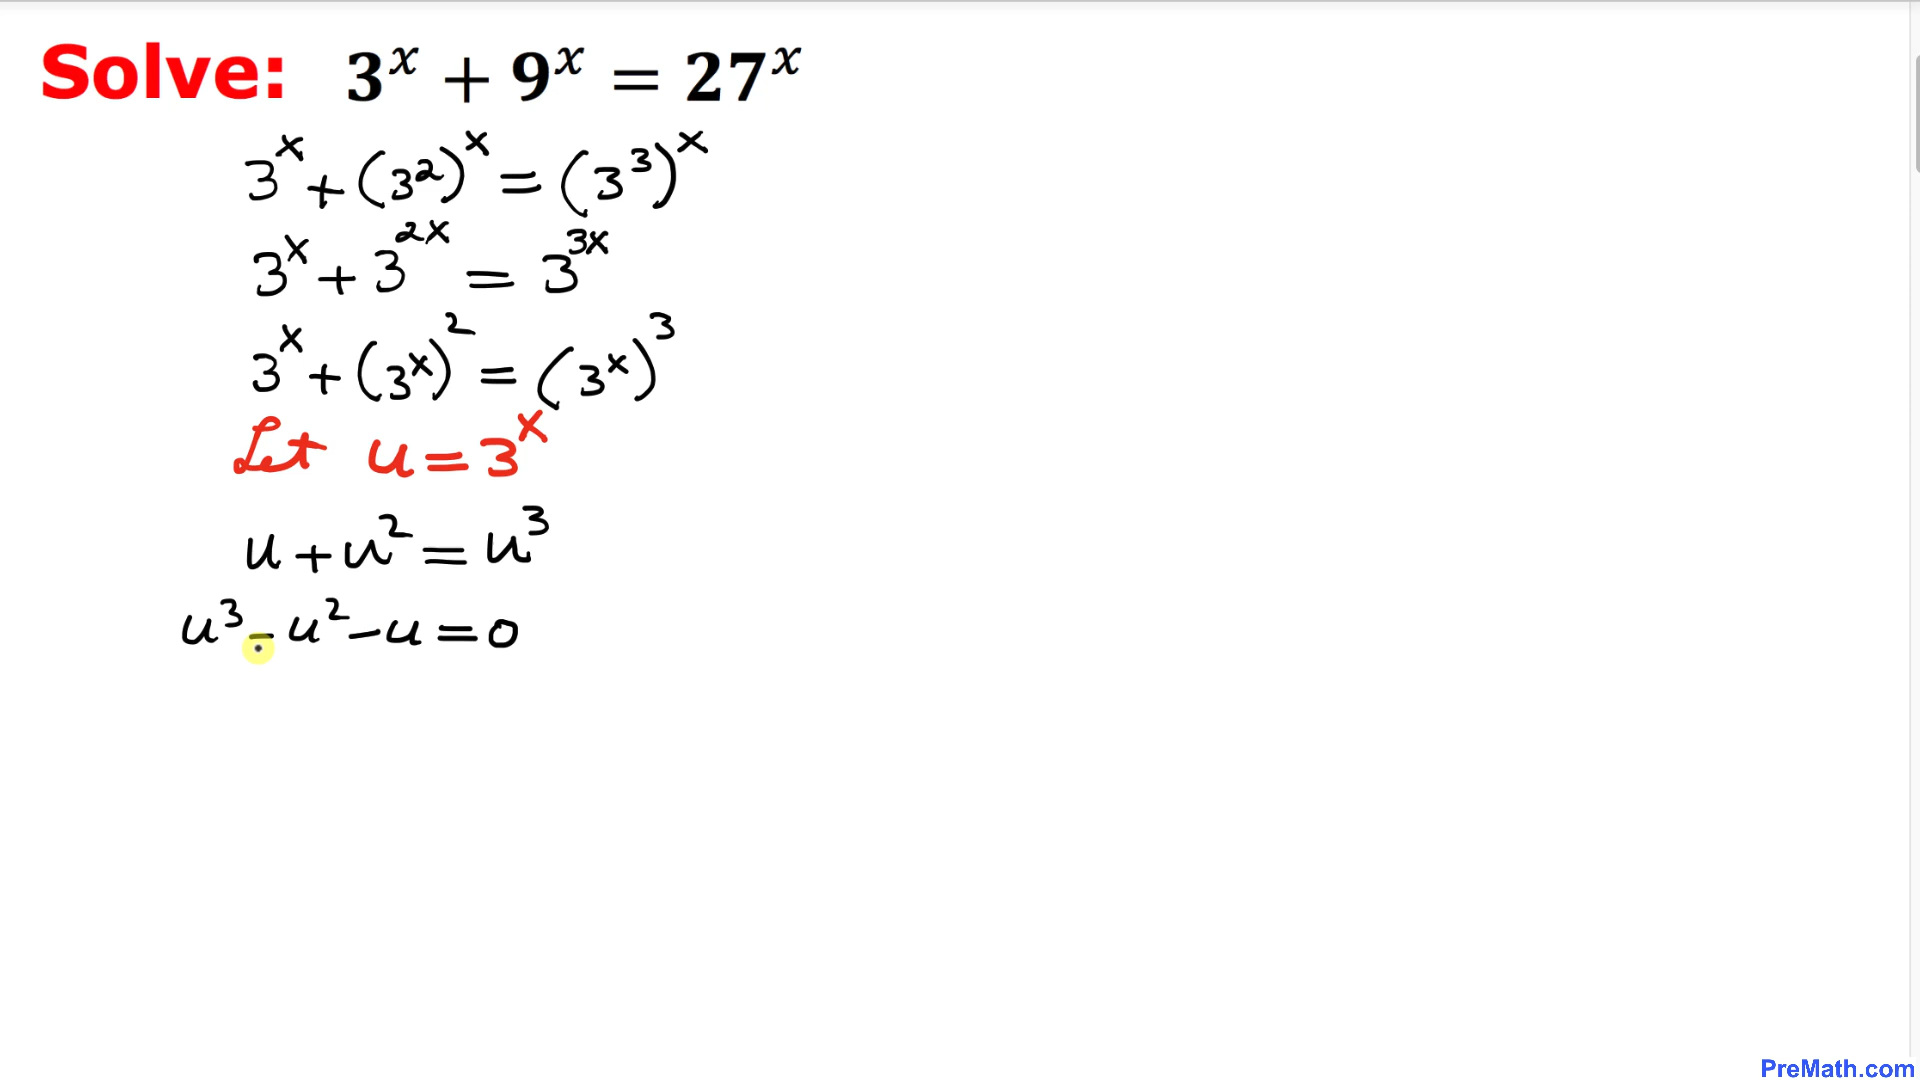 Solve: 3^x + 9^x = 27^x
3^x + (3^2)^x = (3^3)^x
3^x + 3^{2x} = 3^{3x}
3^x + (3^x)^2 = (3^x)^3
Let u = 3^x
u + u^2 = u^3
u^3 - u^2 - u = 0
PreMath.com